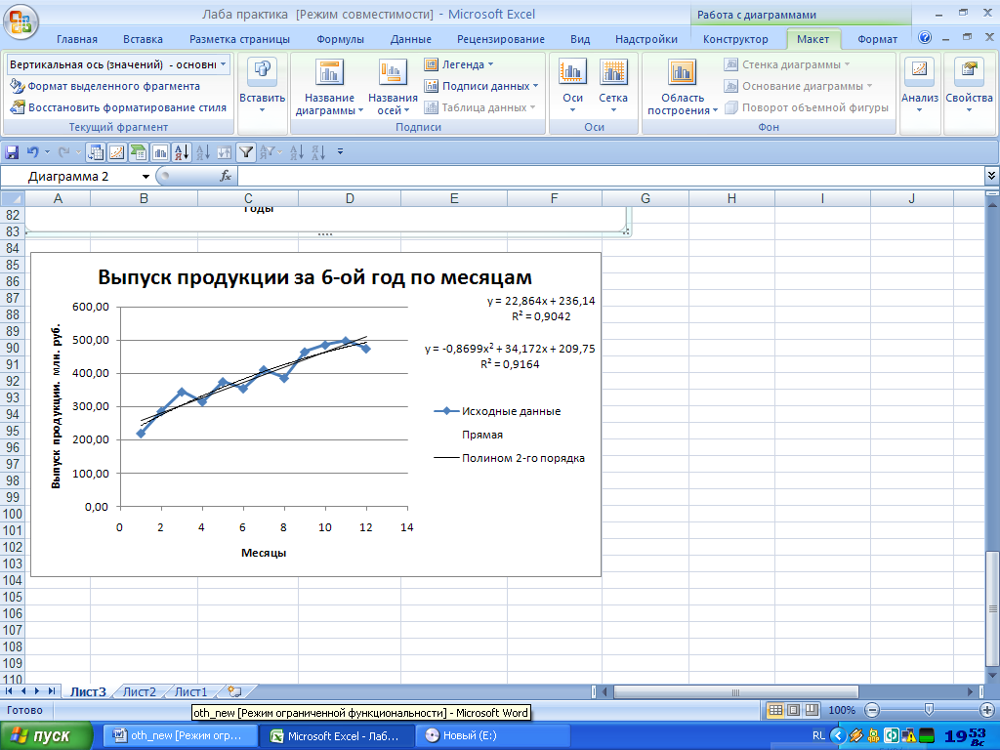 Лаба практика [Режим совместимости] - Microsoft Excel
Работа с диаграммами
Главная Вставка Разметка страницы Формулы Данные Рецензирование Вид Надстройки Конструктор Макет Формат
Вертикальная ось (значений) - основн
Формат выделенного фрагмента
Восстановить форматирование стиля
Текущий фрагмент
Вставить
Название диаграммы
Названия осей
Легенда
Подписи данных
Таблица данных
Подписи
Оси
Сетка
Оси
Область построения
Стенка диаграммы
Основание диаграммы
Поворот объемной фигуры
Фон
Анализ
Свойства
Диаграмма 2
fx
A B C D E F G H I J
82
83
84
85
86
87
88
89
90
91
92
93
94
95
96
97
98
99
100
101
102
103
104
105
106
107
108
109
110
годы
Выпуск продукции за 6-ой год по месяцам
y = 22,864x + 236,14
R² = 0,9042
y = -0,8699x² + 34,172x + 209,75
R² = 0,9164
600,00
500,00
400,00
300,00
200,00
100,00
0,00
Выпуск продукции. млн. руб.
0 2 4 6 8 10 12 14
Месяцы
Исходные данные
Прямая
Полином 2-го порядка
Лист3 Лист2 Лист1
Готово
100%
oth_new [Режим ограниченной функциональности] - Microsoft Word
пуск
oth_new [Режим огр...
Microsoft Excel - Лаб...
Новый (E:)
RL
19 53
Вс